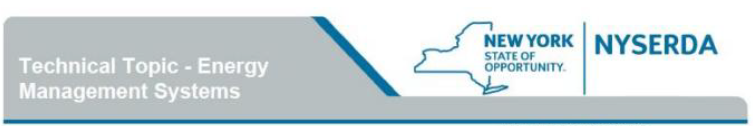 Technical Topic - Energy
Management Systems
NEW YORK
STATE OF
OPPORTUNITY.
NYSERDA